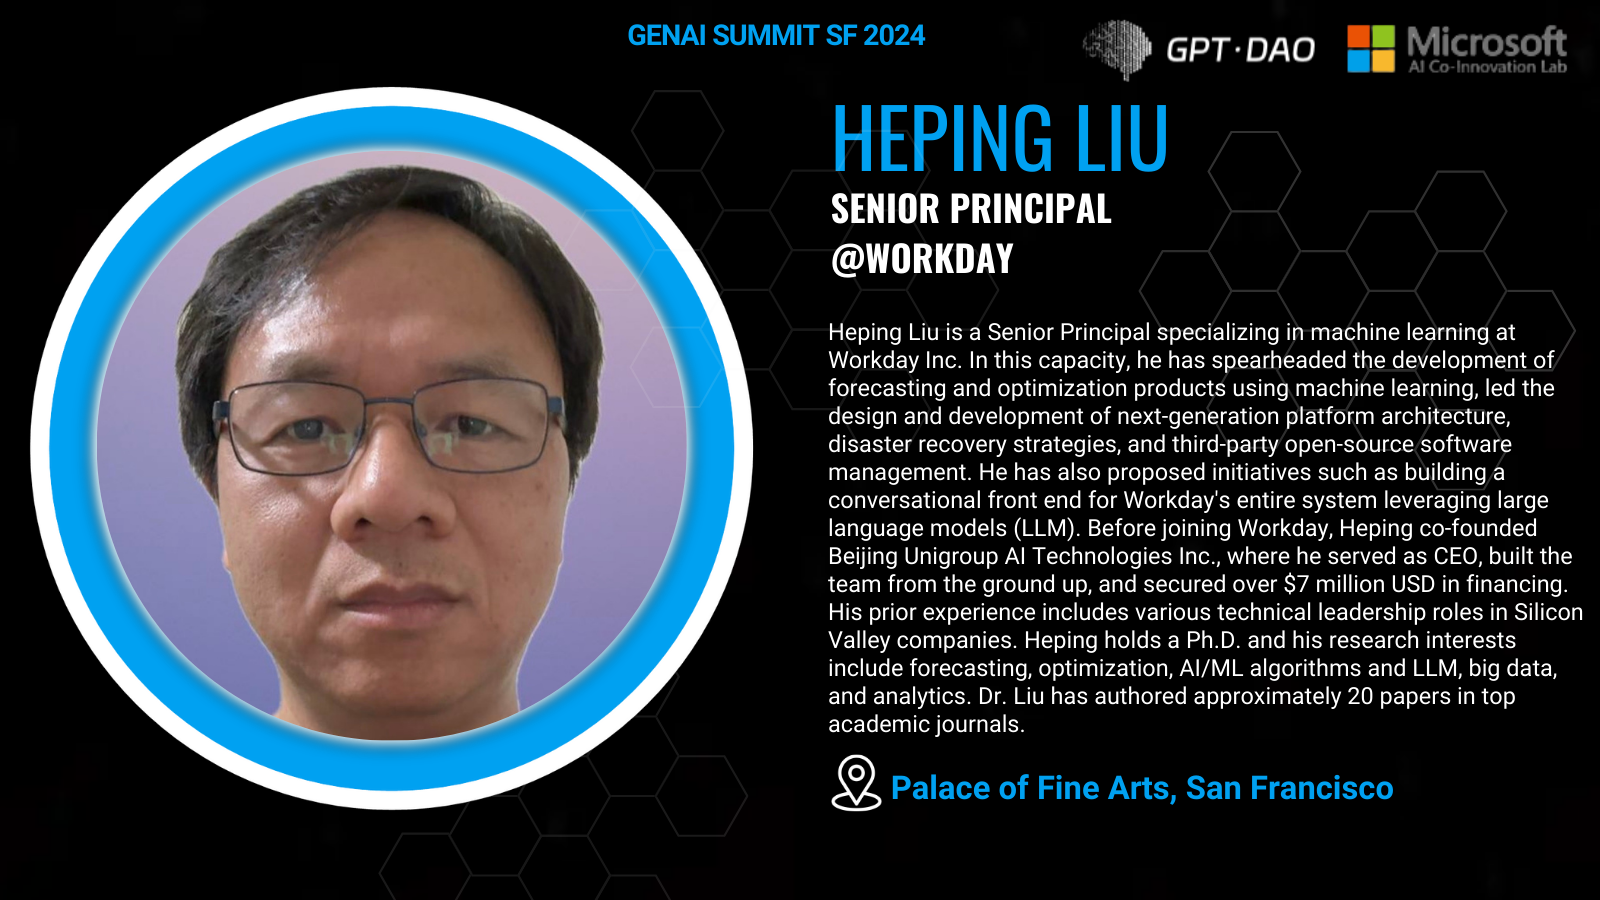 GENAI SUMMIT SF 2024
GPT·DAO
Microsoft
AI Co-Innovation Lab
HEPING LIU
SENIOR PRINCIPAL
@WORKDAY
Heping Liu is a Senior Principal specializing in machine learning at
Workday Inc. In this capacity, he has spearheaded the development of
forecasting and optimization products using machine learning, led the
design and development of next-generation platform architecture,
disaster recovery strategies, and third-party open-source software
management. He has also proposed initiatives such as building a
conversational front end for Workday's entire system leveraging large
language models (LLM). Before joining Workday, Heping co-founded
Beijing Unigroup AI Technologies Inc., where he served as CEO, built the
team from the ground up, and secured over $7 million USD in financing.
His prior experience includes various technical leadership roles in Silicon
Valley companies. Heping holds a Ph.D. and his research interests
include forecasting, optimization, AI/ML algorithms and LLM, big data,
and analytics. Dr. Liu has authored approximately 20 papers in top
academic journals.
Palace of Fine Arts, San Francisco